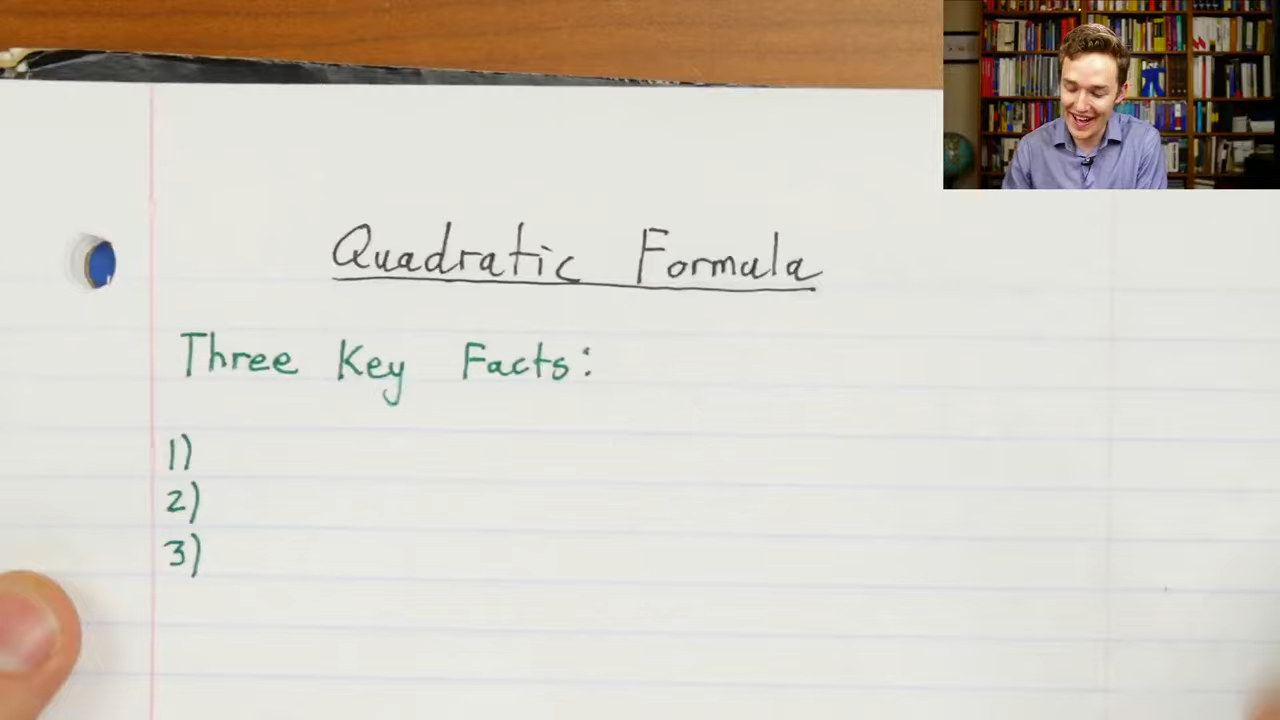 Quadratic Formula
Three Key Facts:
1)
2)
3)